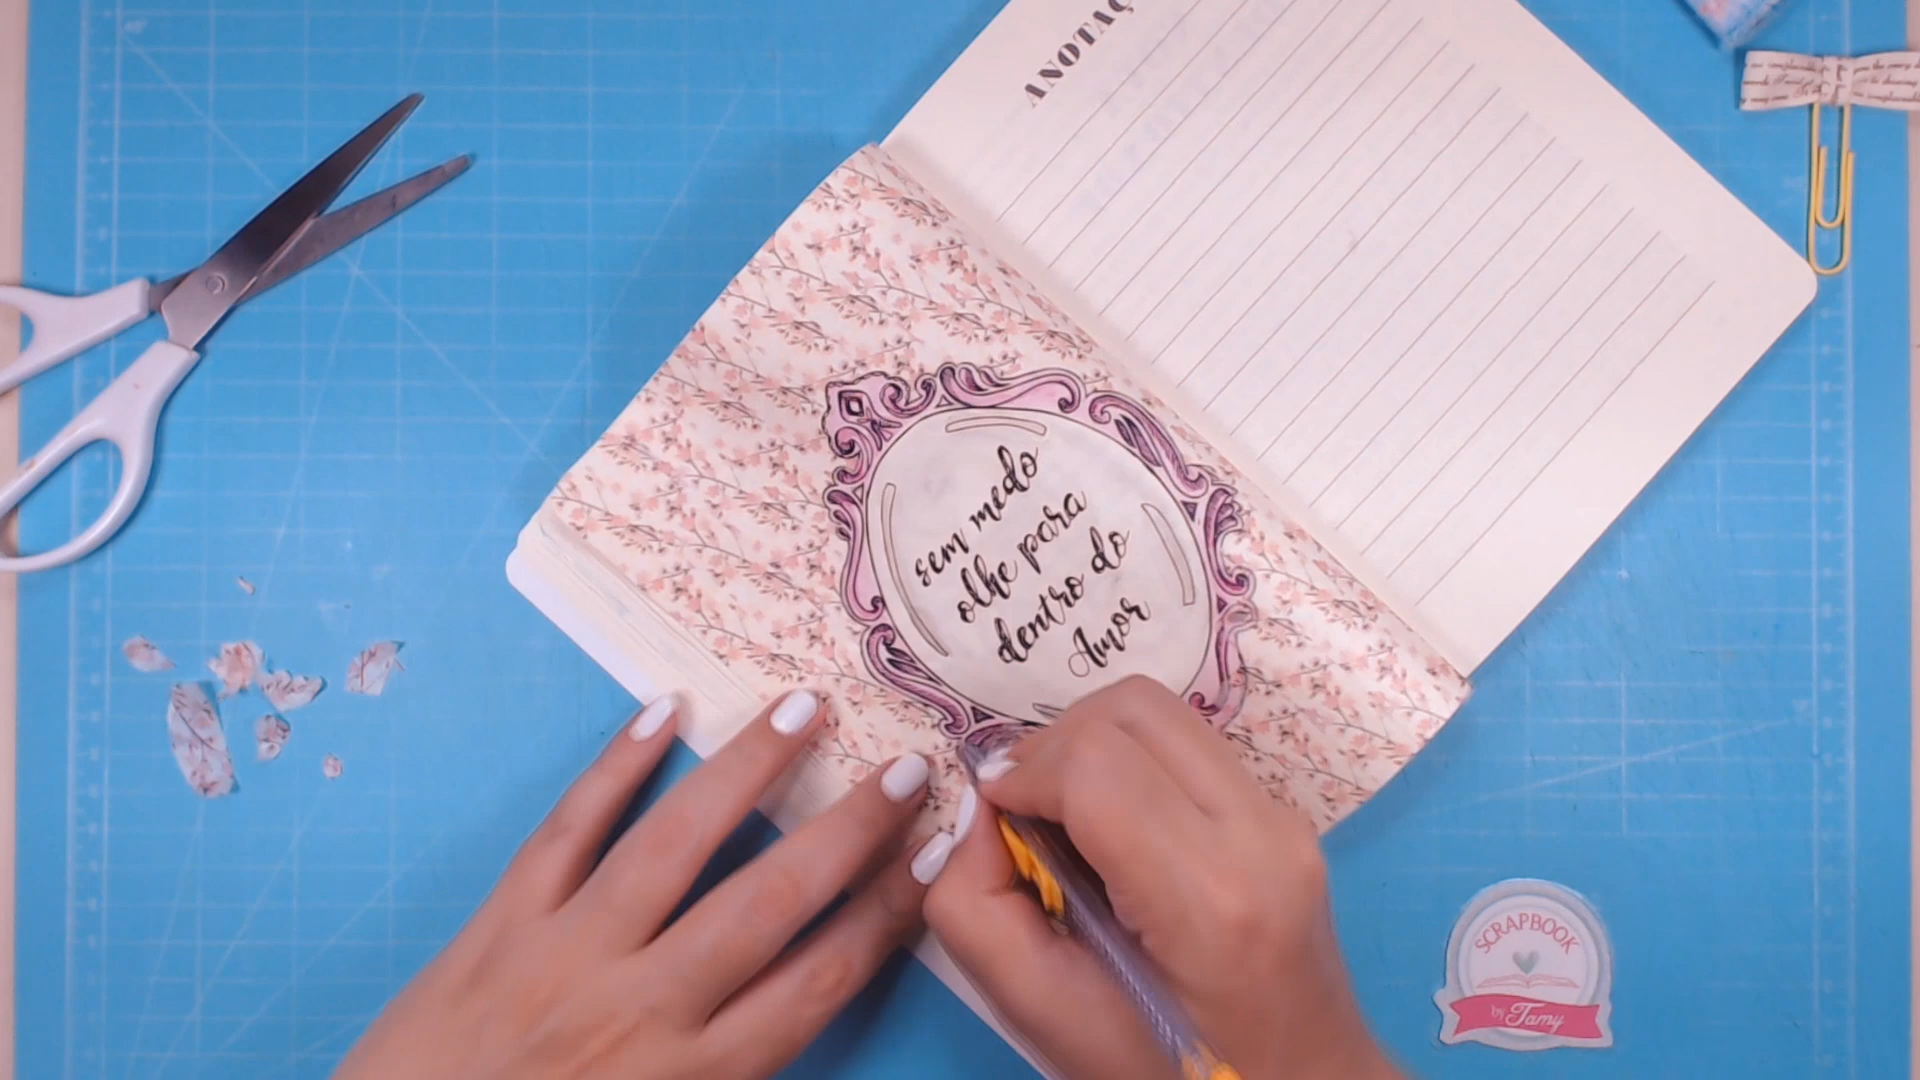 sem medo
olhe para
dentro do
Amor
SCRAPBOOK
by Tamy